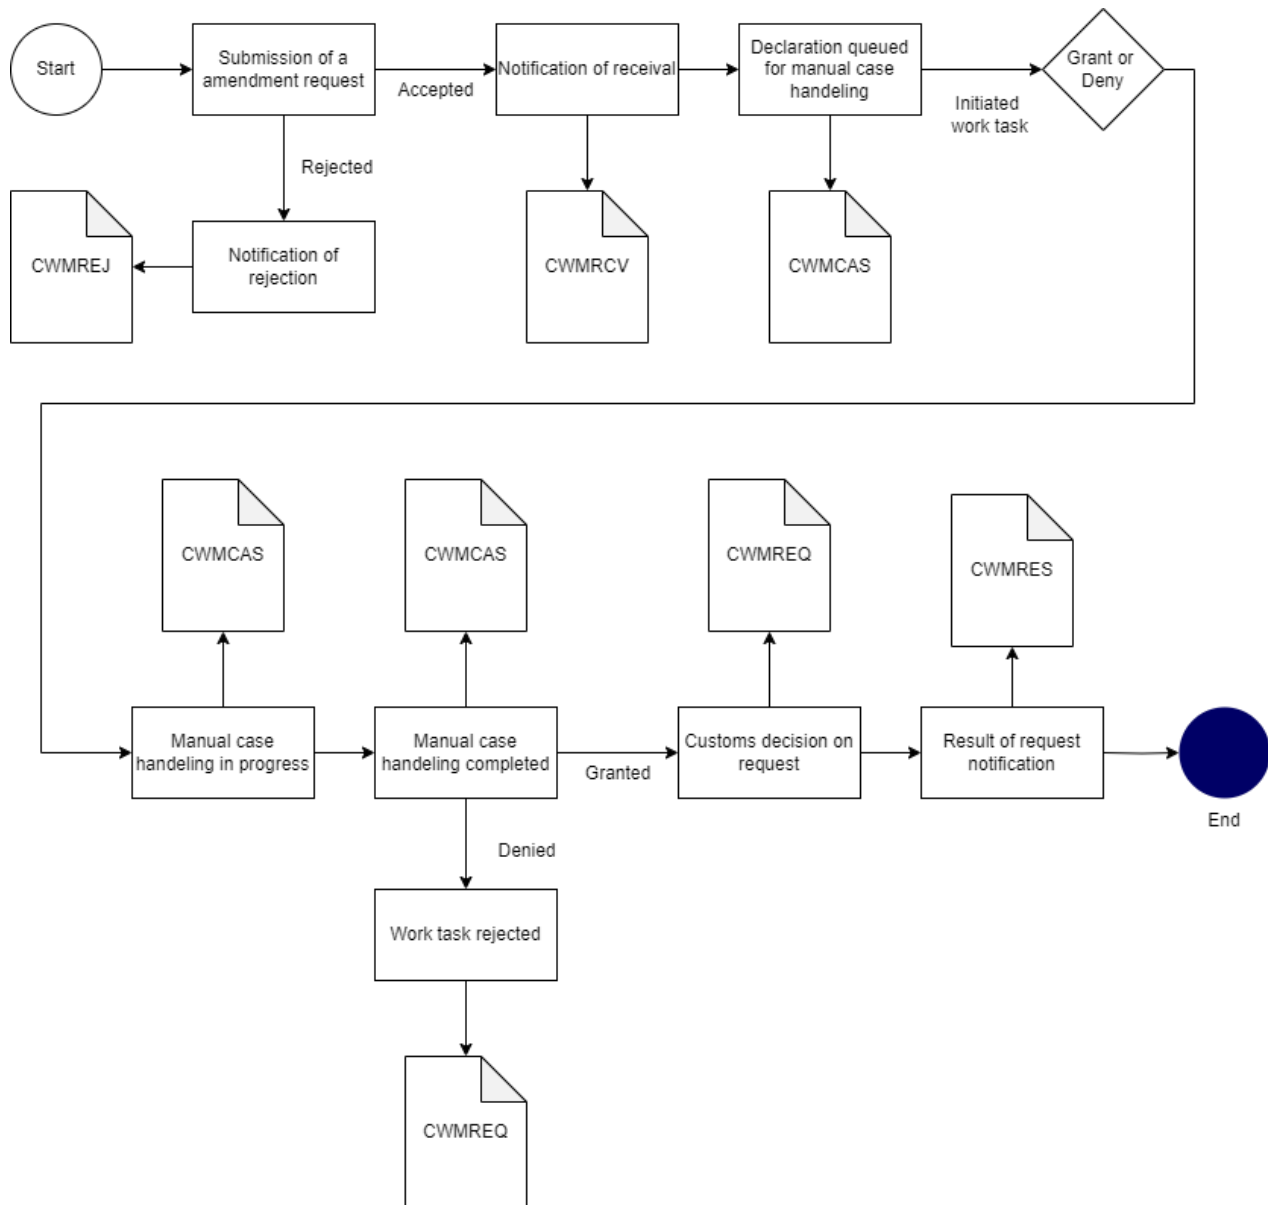 Start
Submission of a
amendment request
Accepted
Notification of receival
Declaration queued
for manual case
handeling
Initiated
work task
Grant or
Deny
Rejected
CWMREJ
Notification of
rejection
CWMRCV
CWMCAS
CWMCAS
CWMCAS
CWMREQ
CWMRES
Manual case
handeling in progress
Manual case
handeling completed
Granted
Customs decision on
request
Result of request
notification
End
Denied
Work task rejected
CWMREQ